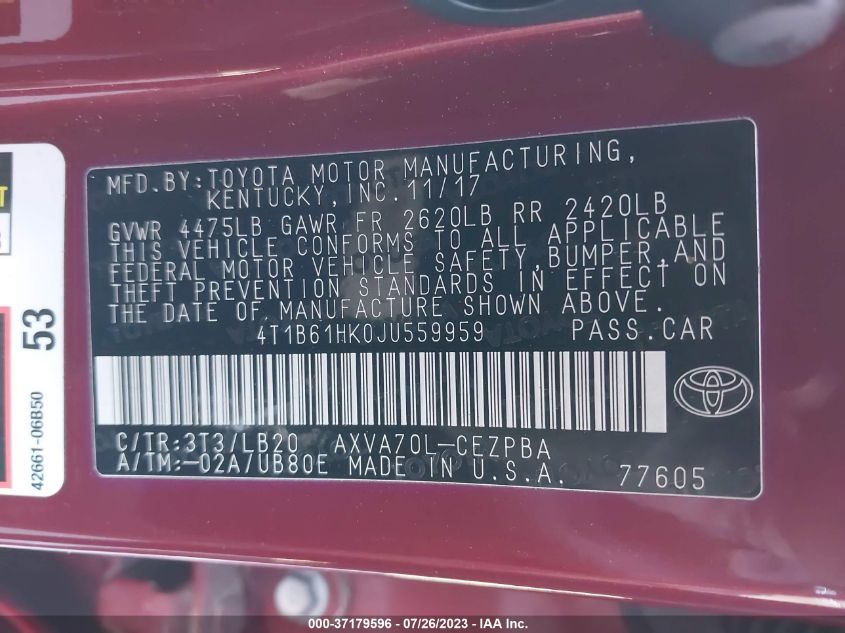 MFD.BY:TOYOTA MOTOR MANUFACTURING,
KENTUCKY,INC.11/17
GVWR 4475LB GAWR FR 2620LB RR 2420LB
THIS VEHICLE CONFORMS TO ALL APPLICABLE
FEDERAL MOTOR VEHICLE SAFETY,BUMPER,AND
THEFT PREVENTION STANDARDS IN EFFECT ON
THE DATE OF MANUFACTURE SHOWN ABOVE.
4T1B61HK0JU559959 PASS.CAR
C/TR:3T3/LB20 AXVA70L-CEZPBA
A/TM:-02A/UB80E MADE IN U.S.A. 77605
53
42661-06B50
000-37179596 - 07/26/2023 - © IAA Inc.